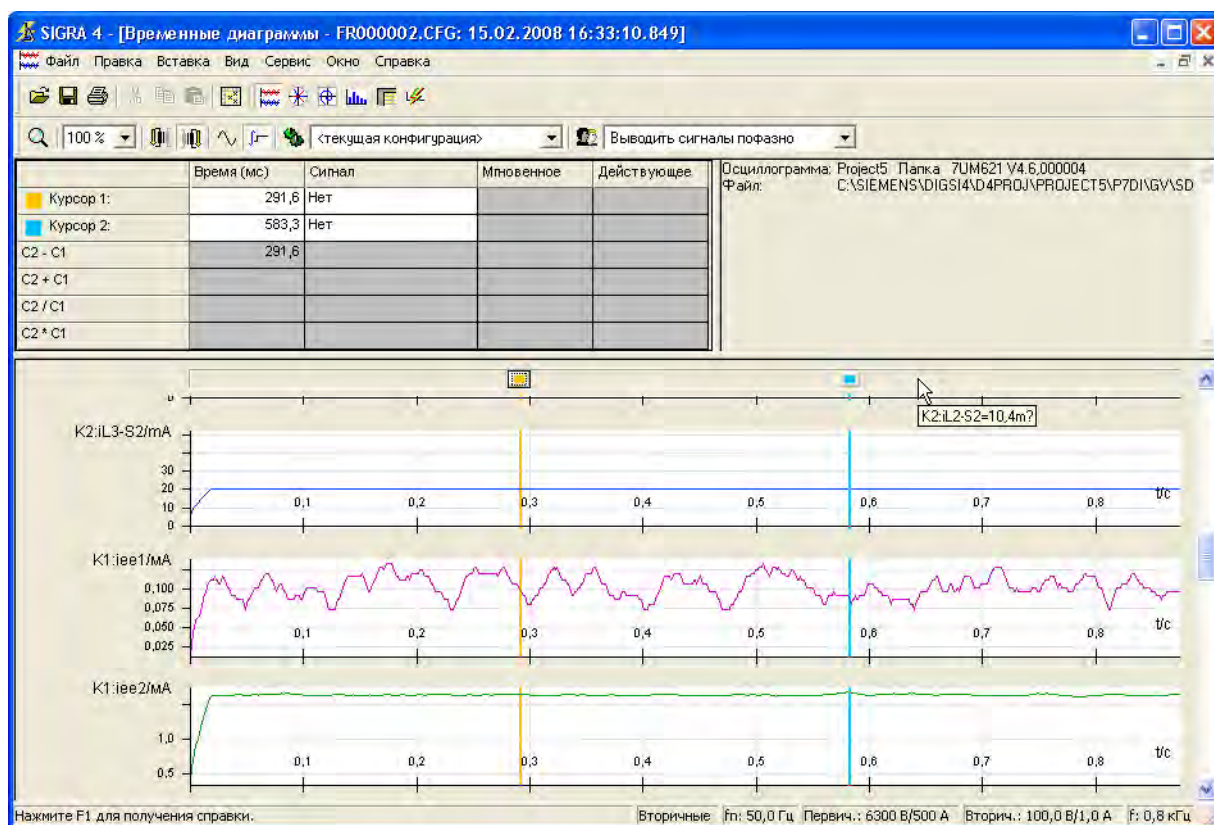 SIGRA 4 - [Временные диаграммы - FR000002.CFG: 15.02.2008 16:33:10.849]
Файл Правка Вставка Вид Сервис Окно Справка
100 % <текущая конфигурация> Выводить сигналы пофазно
Время (мс) Сигнал Мгновенное Действующее
Курсор 1: 291,6 Нет
Курсор 2: 583,3 Нет
C2 - C1 291,6
C2 + C1
C2 / C1
C2 * C1
Осциллограмма: Project5 Папка 7UM621 V4.6,000004
Файл: C:\SIEMENS\DIGSI4\D4PROJ\PROJECT5\P7DI\GV\SD
0
K2:iL2-S2=10,4m?
K2:iL3-S2/mA
30
20
10
0
0,1 0,2 0,3 0,4 0,5 0,6 0,7 0,8 t/c
K1:iee1/мА
0,100
0,075
0,050
0,025
0,1 0,2 0,3 0,4 0,5 0,6 0,7 0,8 t/c
K1:iee2/мА
1,0
0,5
0,1 0,2 0,3 0,4 0,5 0,6 0,7 0,8 t/c
Нажмите F1 для получения справки. Вторичные fn: 50,0 Гц Первич.: 6300 В/500 А Вторич.: 100,0 В/1,0 А f: 0,8 кГц